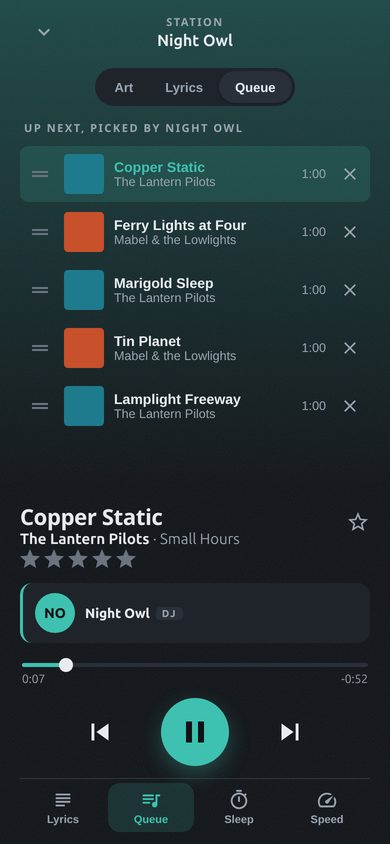 STATION
Night Owl
Art Lyrics Queue
UP NEXT, PICKED BY NIGHT OWL
Copper Static
The Lantern Pilots
1:00
Ferry Lights at Four
Mabel & the Lowlights
1:00
Marigold Sleep
The Lantern Pilots
1:00
Tin Planet
Mabel & the Lowlights
1:00
Lamplight Freeway
The Lantern Pilots
1:00
Copper Static
The Lantern Pilots · Small Hours
NO Night Owl DJ
0:07 -0:52
Lyrics Queue Sleep Speed